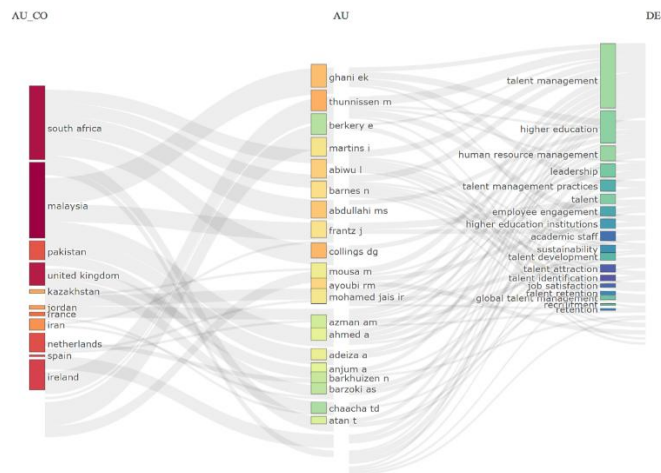 AU_CO
AU
DE
south africa
malaysia
pakistan
united kingdom
kazakhstan
jordan
france
iran
netherlands
spain
ireland
ghani ek
thunnissen m
berkery e
martins i
abiwu l
barnes n
abdullahi ms
frantz j
collings dg
mousa m
ayoubi rm
mohamed jais ir
azman am
ahmed a
adeiza a
anjum a
barkhuizen n
barzoki as
chaacha td
atan t
talent management
higher education
human resource management
leadership
talent management practices
talent
employee engagement
higher education institutions
academic staff
sustainability
talent development
talent attraction
talent identification
job satisfaction
talent retention
global talent management
recruitment
retention